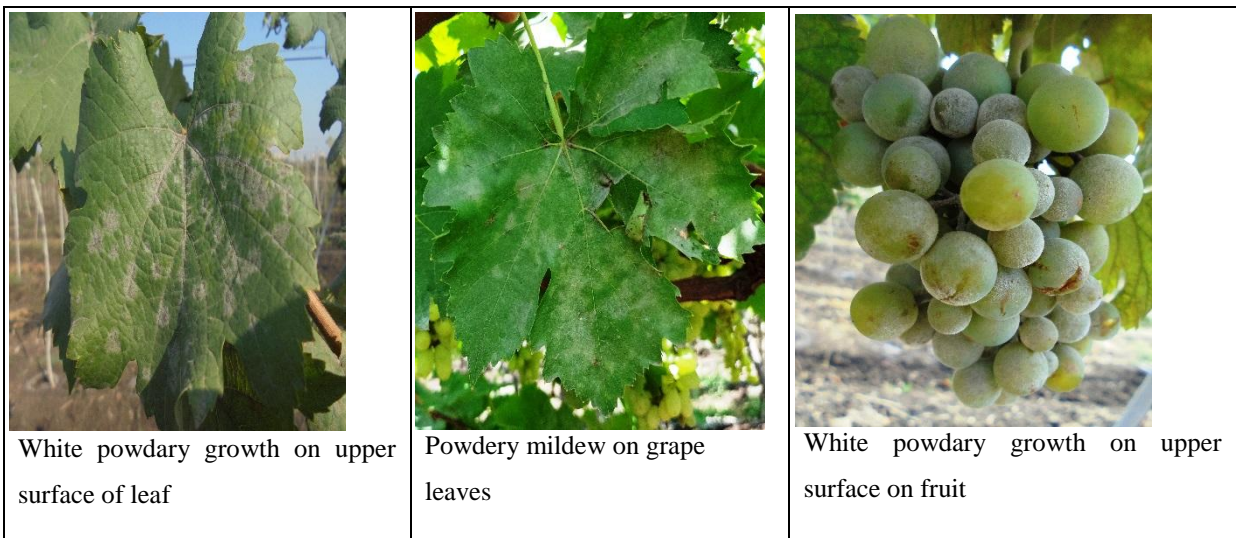 White powdary growth on upper
surface of leaf
Powdery mildew on grape
leaves
White powdary growth on upper
surface on fruit